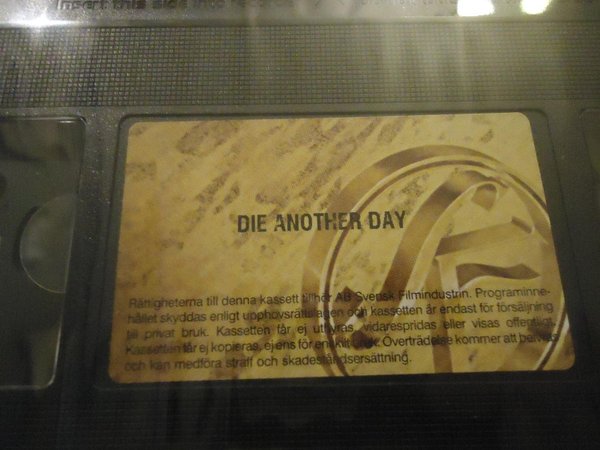 Insert this side into recorder
DIE ANOTHER DAY
Rättigheterna till denna kassett tillhör AB Svensk Filmindustri. Programinne-
hållet skyddas enligt upphovsrättslagen och kassetten är endast för försäljning
till privat bruk. Kassetten får ej uthyras, vidarespridas eller visas offentligt.
Kassetten får ej kopieras, ej ens för enskilt bruk. Överträdelse kommer att beivras
och kan medföra straff och skadeståndsersättning.